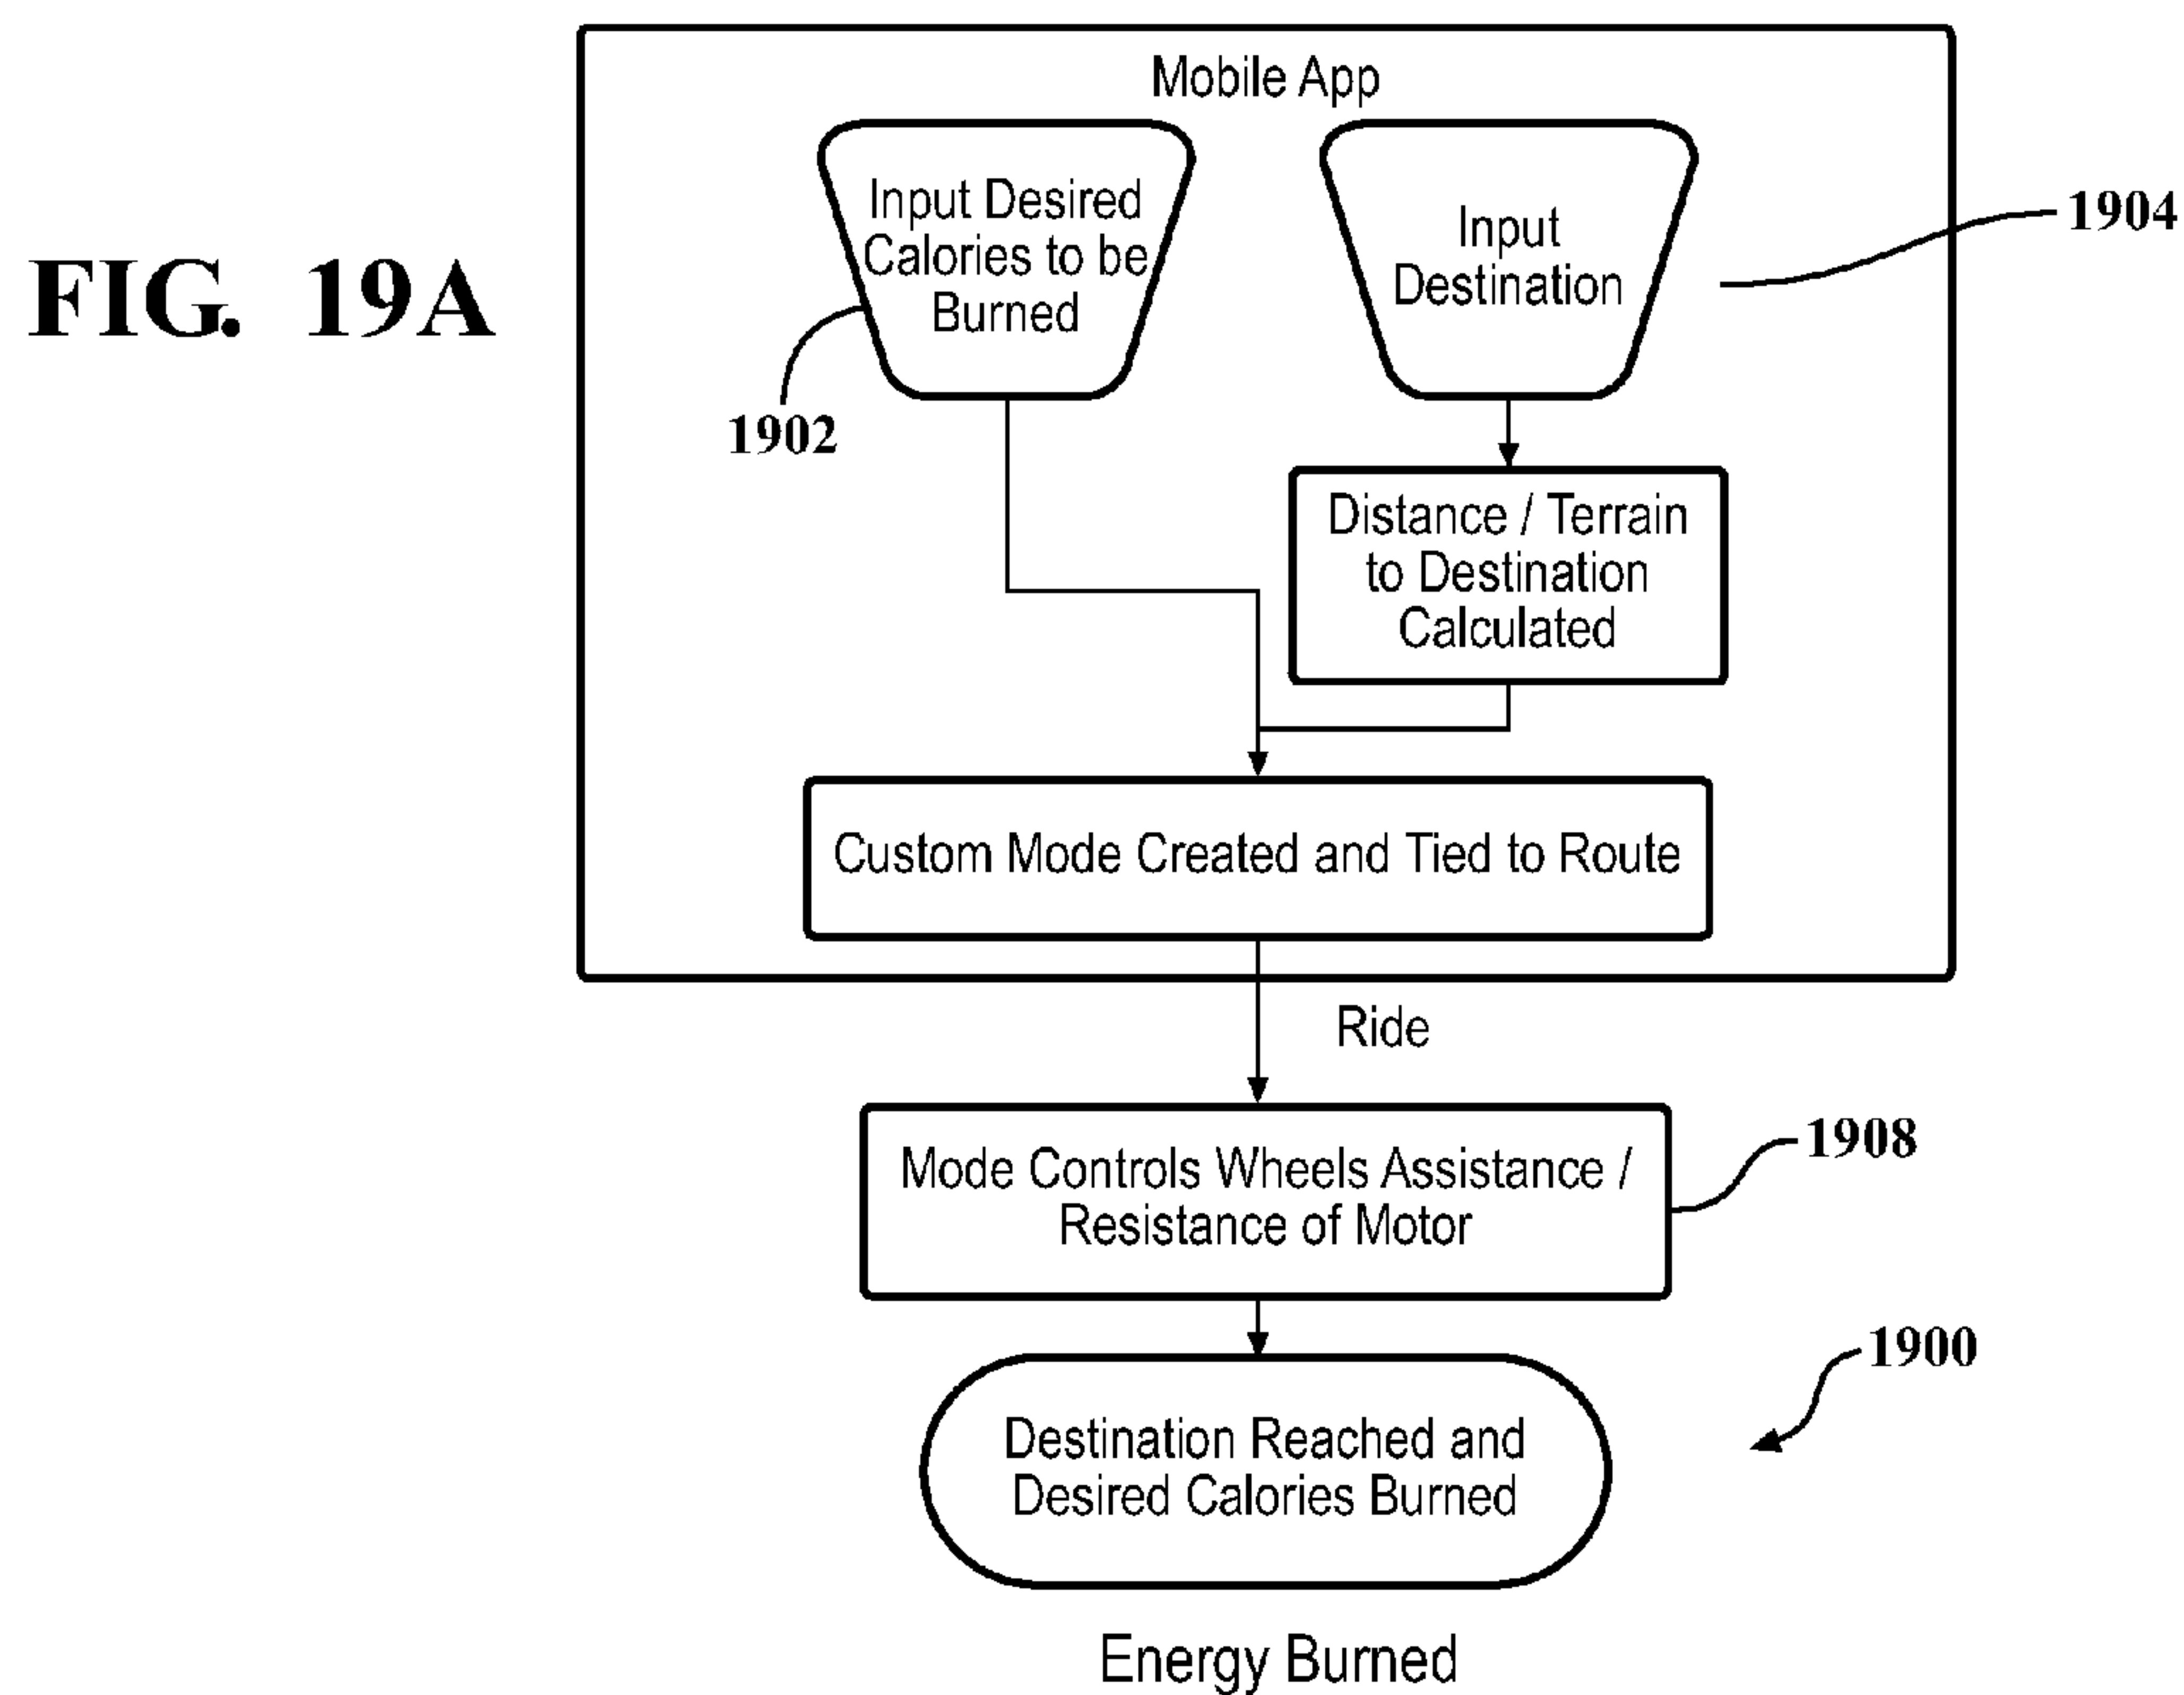 FIG. 19A
Mobile App
Input Desired
Calories to be
Burned
1902
Input
Destination
1904
Distance / Terrain
to Destination
Calculated
Custom Mode Created and Tied to Route
Ride
Mode Controls Wheels Assistance /
Resistance of Motor
1908
Destination Reached and
Desired Calories Burned
1900
Energy Burned